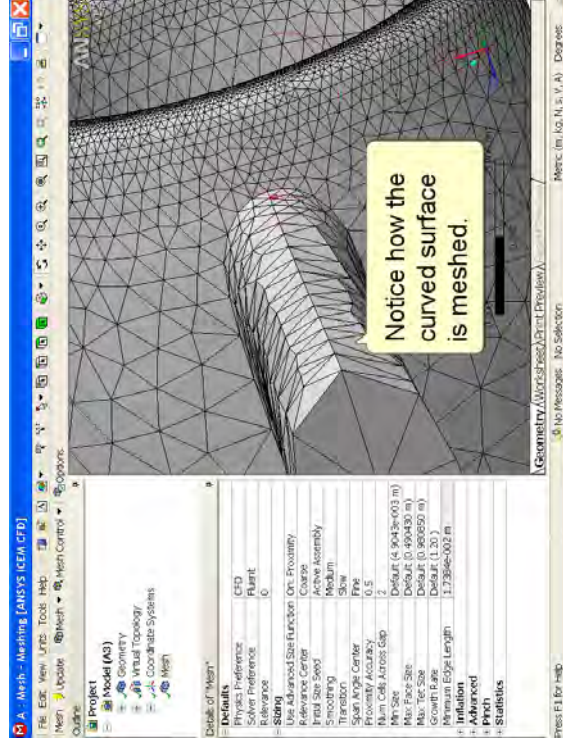 A : Mesh - Meshing [ANSYS ICEM CFD]
File Edit View Units Tools Help
Mesh Update Mesh Mesh Control Options
Outline
Project
Model (A3)
Geometry
Virtual Topology
Coordinate Systems
Mesh
Details of "Mesh"
Defaults
Physics Preference CFD
Solver Preference Fluent
Relevance 0
Sizing
Use Advanced Size Function On: Proximity
Relevance Center Coarse
Initial Size Seed Active Assembly
Smoothing Medium
Transition Slow
Span Angle Center Fine
Proximity Accuracy 0.5
Num Cells Across Gap 2
Min Size Default (4.9043e-003 m)
Max Face Size Default (0.490430 m)
Max Tet Size Default (0.980850 m)
Growth Rate Default (1.20 )
Minimum Edge Length 1.7384e-002 m
Inflation
Advanced
Pinch
Statistics
ANSYS
Notice how the
curved surface
is meshed.
Geometry Worksheet Print Preview
Press F1 for Help No Messages No Selection Metric (m, kg, N, s, V, A) Degrees